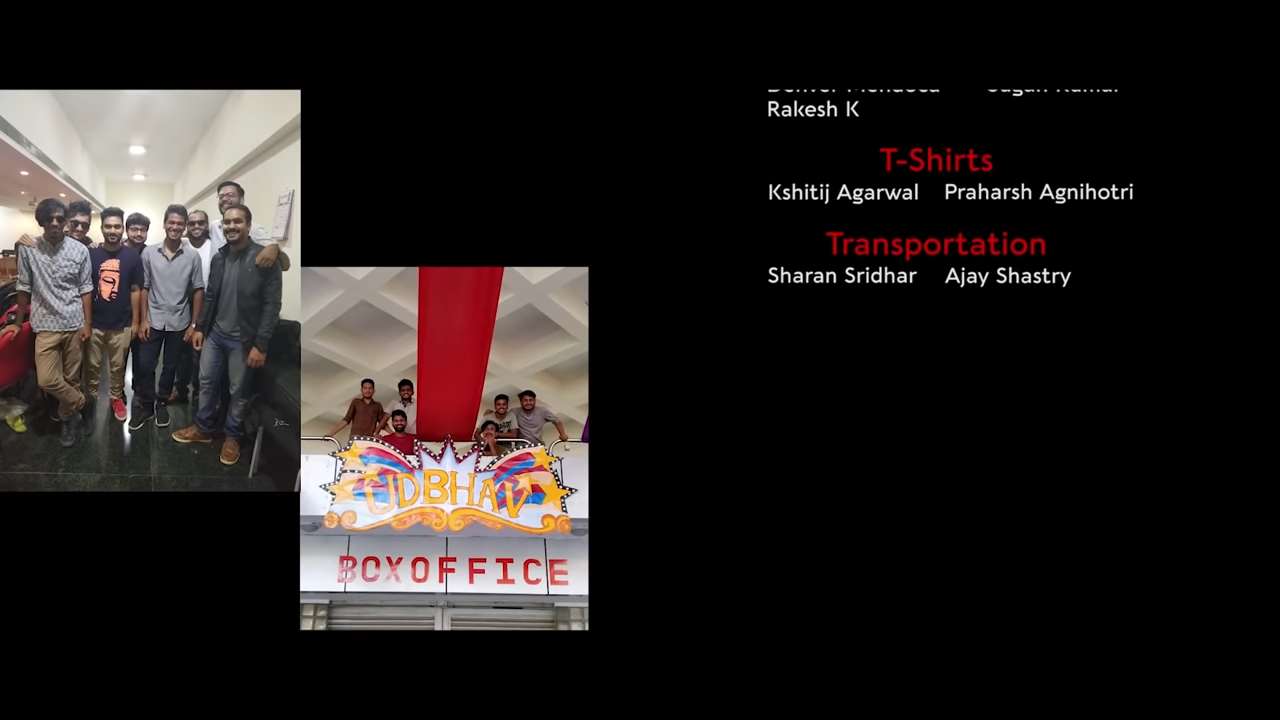 Rakesh K
T-Shirts
Kshitij Agarwal Praharsh Agnihotri
Transportation
Sharan Sridhar Ajay Shastry
UDBHAV
BOXOFFICE